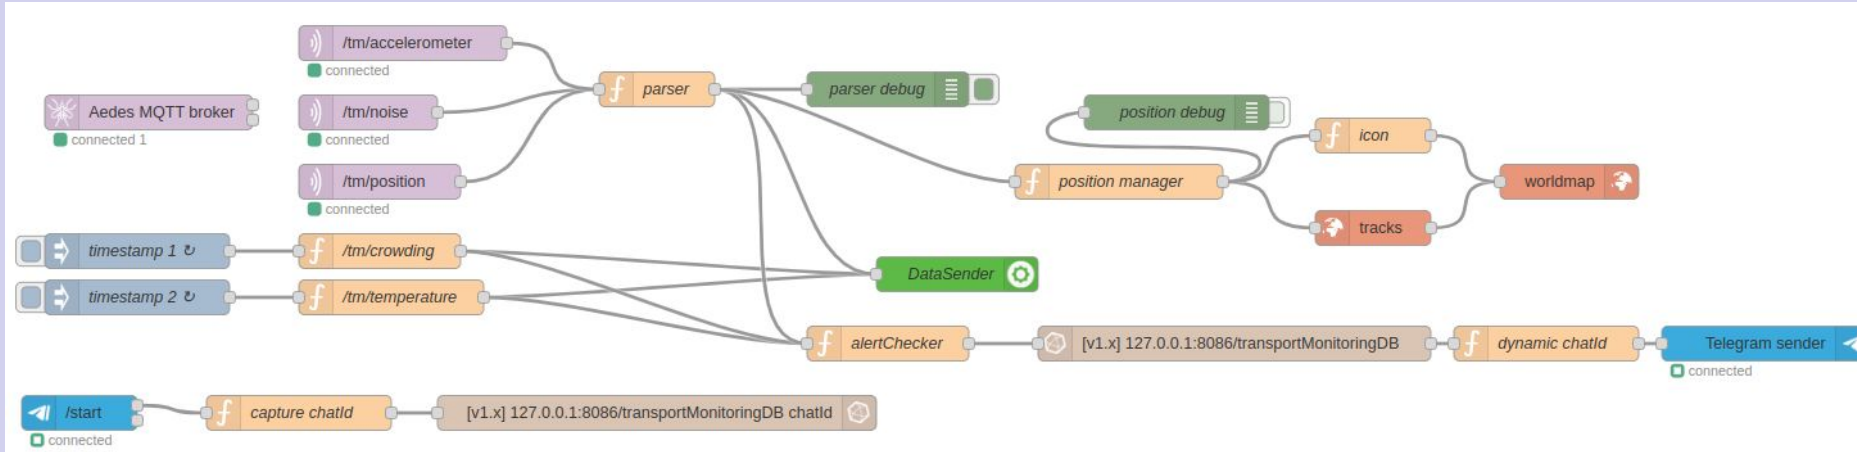 /tm/accelerometer
connected
parser
parser debug
Aedes MQTT broker
connected 1
/tm/noise
connected
position debug
icon
/tm/position
connected
position manager
worldmap
tracks
timestamp 1 ↻
/tm/crowding
DataSender
timestamp 2 ↻
/tm/temperature
alertChecker
[v1.x] 127.0.0.1:8086/transportMonitoringDB
dynamic chatId
Telegram sender
connected
/start
connected
capture chatId
[v1.x] 127.0.0.1:8086/transportMonitoringDB chatId